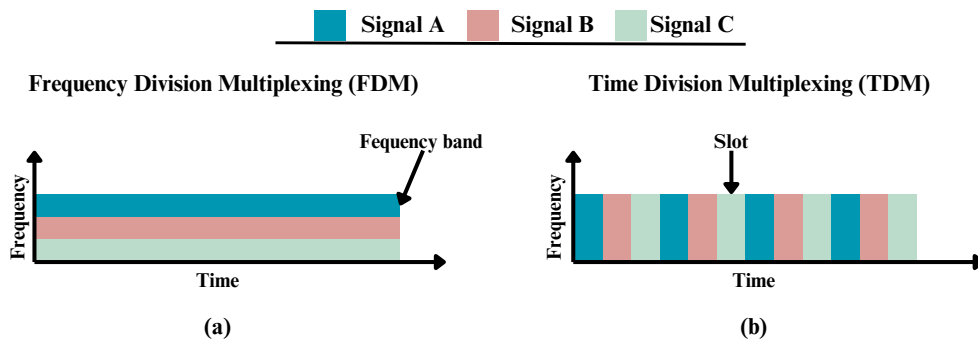 Signal A Signal B Signal C
Frequency Division Multiplexing (FDM)
Time Division Multiplexing (TDM)
Fequency band
Slot
Frequency
Frequency
Time
Time
(a)
(b)